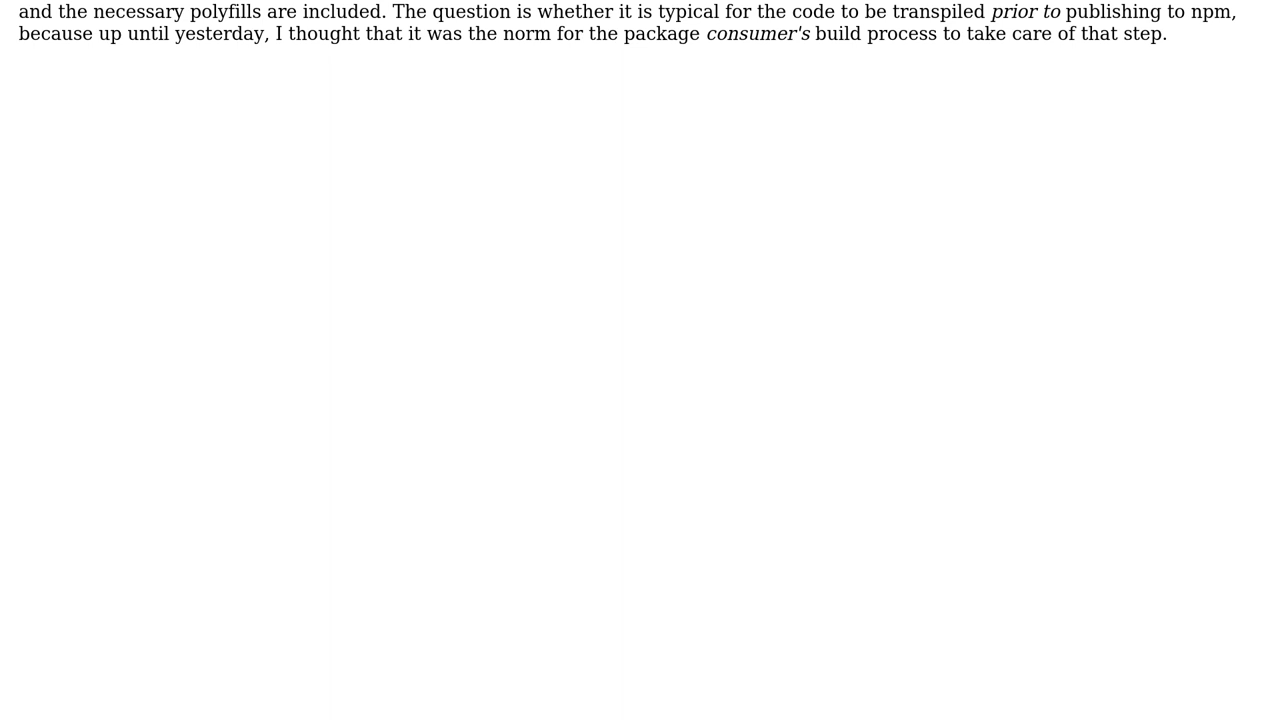 and the necessary polyfills are included. The question is whether it is typical for the code to be transpiled prior to publishing to npm,
because up until yesterday, I thought that it was the norm for the package consumer's build process to take care of that step.